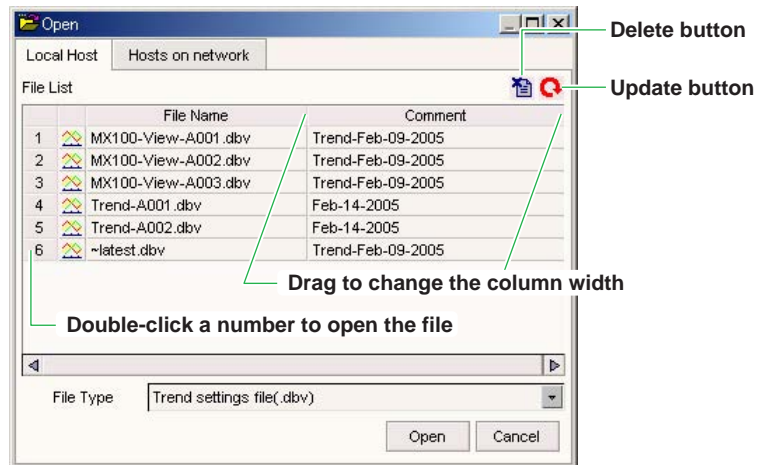 Open
Delete button
Local Host Hosts on network
File List
Update button
File Name Comment
1 MX100-View-A001.dbv Trend-Feb-09-2005
2 MX100-View-A002.dbv Trend-Feb-09-2005
3 MX100-View-A003.dbv Trend-Feb-09-2005
4 Trend-A001.dbv Feb-14-2005
5 Trend-A002.dbv Feb-14-2005
6 ~latest.dbv Trend-Feb-09-2005
Drag to change the column width
Double-click a number to open the file
File Type Trend settings file(.dbv)
Open Cancel